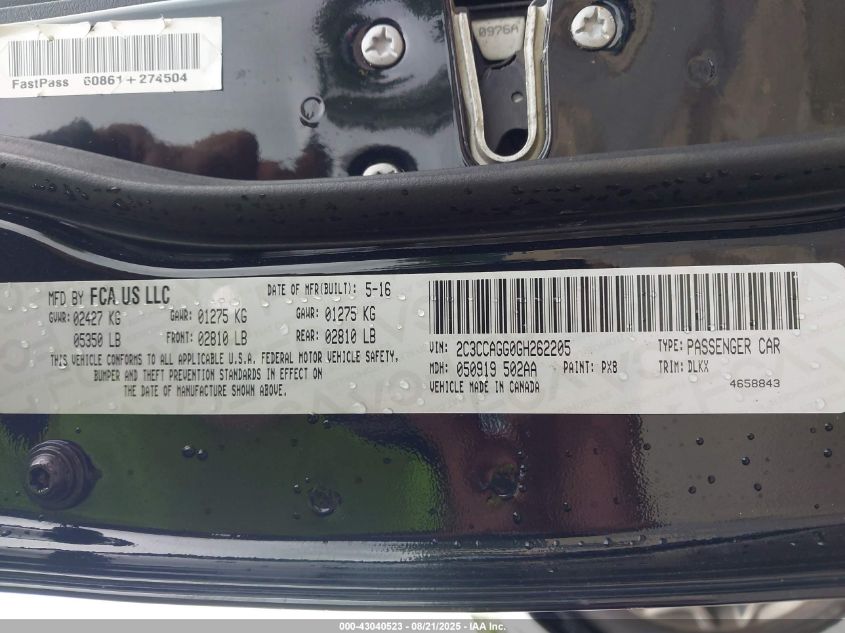 0976A
FastPass 60861+274504
MFD BY FCA US LLC DATE OF MFR(BUILT): 5-16
GVWR: 02427 KG GAWR: 01275 KG GAWR: 01275 KG
05350 LB FRONT: 02810 LB REAR: 02810 LB
THIS VEHICLE CONFORMS TO ALL APPLICABLE U.S.A. FEDERAL MOTOR VEHICLE SAFETY,
BUMPER AND THEFT PREVENTION STANDARDS IN EFFECT ON
THE DATE OF MANUFACTURE SHOWN ABOVE.
VIN: 2C3CCAGG0GH262205 TYPE: PASSENGER CAR
MDH: 050919 502AA PAINT: PX8 TRIM: DLKX
VEHICLE MADE IN CANADA 4658843
000-43040523 - 08/21/2025 - IAA Inc.